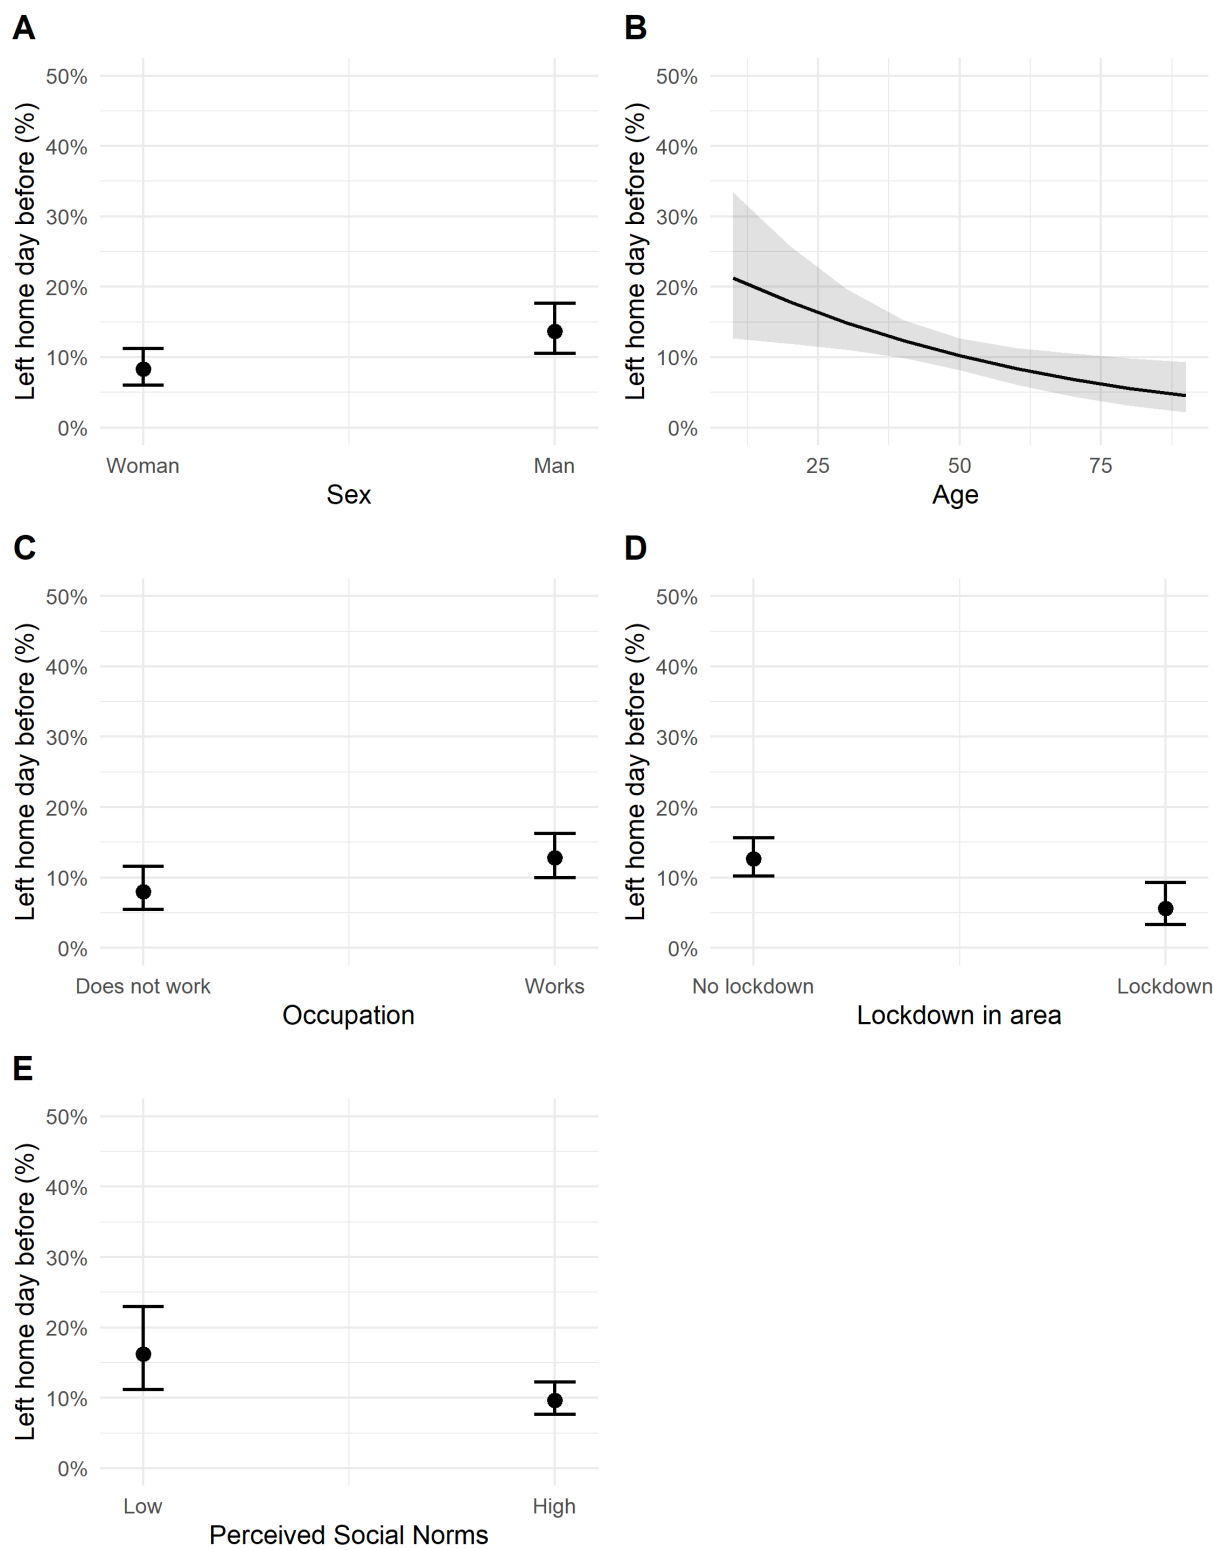 A
Left home day before (%)
50%
40%
30%
20%
10%
0%
Woman
Man
Sex
B
Left home day before (%)
50%
40%
30%
20%
10%
0%
25
50
75
Age
C
Left home day before (%)
50%
40%
30%
20%
10%
0%
Does not work
Works
Occupation
D
Left home day before (%)
50%
40%
30%
20%
10%
0%
No lockdown
Lockdown
Lockdown in area
E
Left home day before (%)
50%
40%
30%
20%
10%
0%
Low
High
Perceived Social Norms